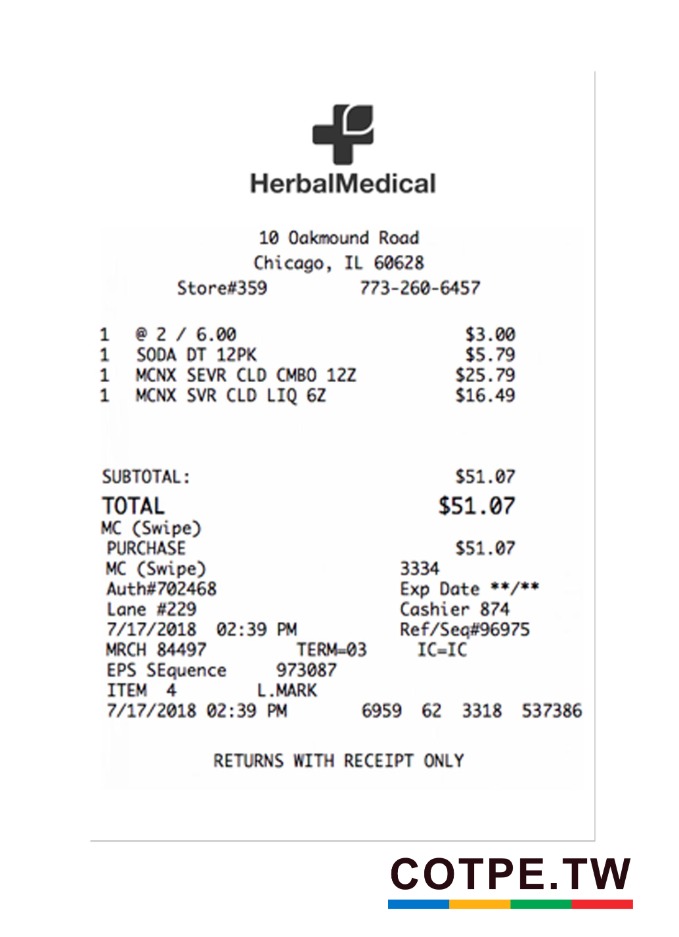 HerbalMedical
10 Oakmound Road
Chicago, IL 60628
Store#359 773-260-6457
1 @ 2 / 6.00 $3.00
1 SODA DT 12PK $5.79
1 MCNX SEVR CLD CMBO 12Z $25.79
1 MCNX SVR CLD LIQ 6Z $16.49
SUBTOTAL: $51.07
TOTAL $51.07
MC (Swipe)
PURCHASE $51.07
MC (Swipe) 3334
Auth#702468 Exp Date **/**
Lane #229 Cashier 874
7/17/2018 02:39 PM Ref/Seq#96975
MRCH 84497 TERM=03 IC=IC
EPS SEquence 973087
ITEM 4 L.MARK
7/17/2018 02:39 PM 6959 62 3318 537386
RETURNS WITH RECEIPT ONLY
COTPE.TW